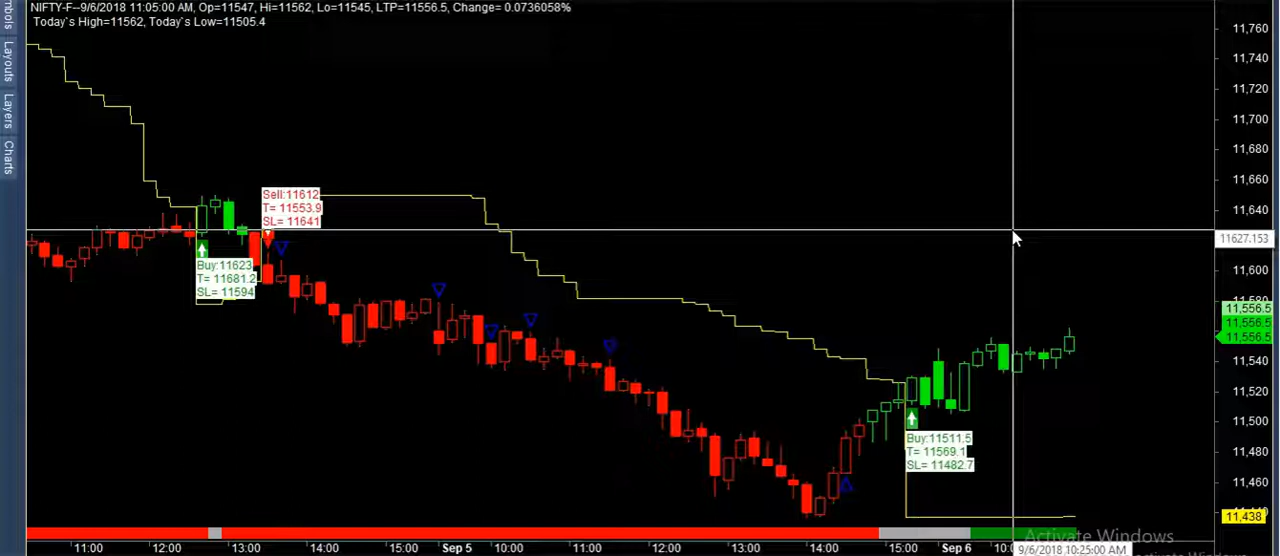 NIFTY-F--9/6/2018 11:05:00 AM, Op=11547, Hi=11562, Lo=11545, LTP=11556.5, Change= 0.0736058%
Today`s High=11562, Today`s Low=11505.4
Layouts
Layers
Charts
Sell:11612
T= 11553.9
SL= 11641
Buy:11623
T= 11681.2
SL= 11594
Buy:11511.5
T= 11569.1
SL= 11482.7
11,760
11,740
11,720
11,700
11,680
11,660
11,640
11627.153
11,600
11,556.5
11,556.5
11,556.5
11,540
11,520
11,500
11,480
11,460
11,438
Activate Windows
11:00
12:00
13:00
14:00
15:00
Sep 5
10:00
11:00
12:00
13:00
14:00
15:00
Sep 6
9/6/2018 10:25:00 AM